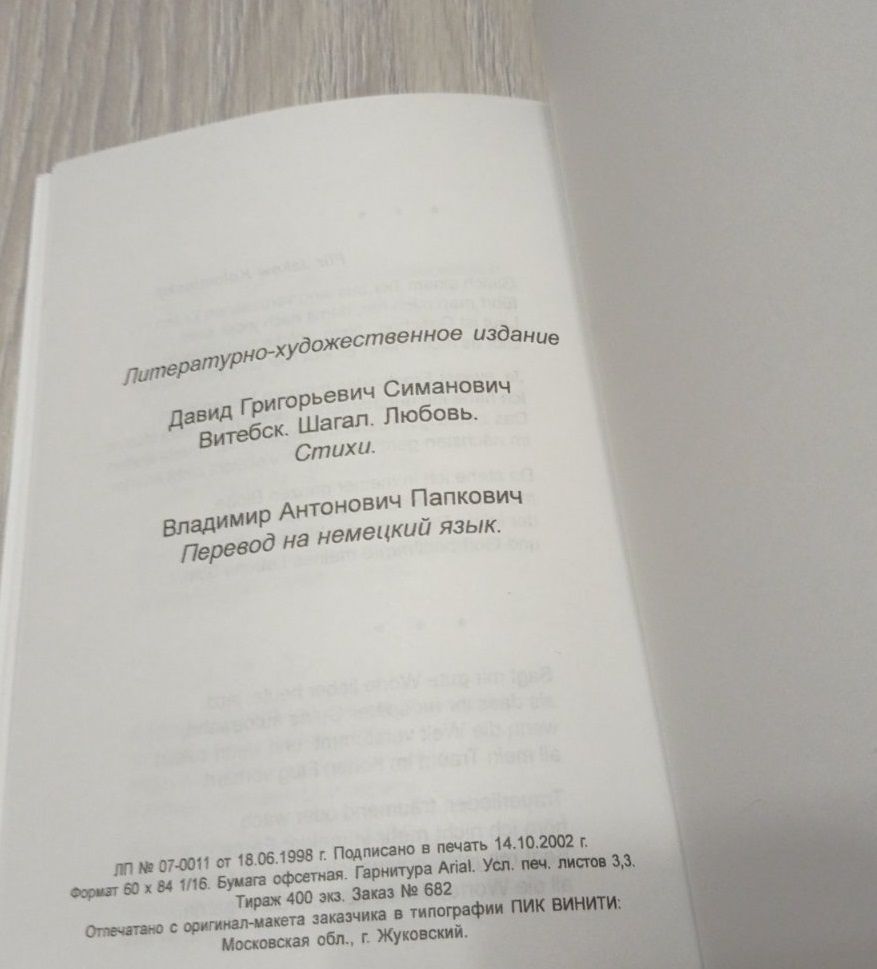 Литературно-художественное издание
Давид Григорьевич Симанович
Витебск. Шагал. Любовь.
Стихи.
Владимир Антонович Папкович
Перевод на немецкий язык.
ЛП № 07-0011 от 18.06.1998 г. Подписано в печать 14.10.2002 г.
Формат 60 х 84 1/16. Бумага офсетная. Гарнитура Arial. Усл. печ. листов 3,3.
Тираж 400 экз. Заказ № 682
Отпечатано с оригинал-макета заказчика в типографии ПИК ВИНИТИ:
Московская обл., г. Жуковский.